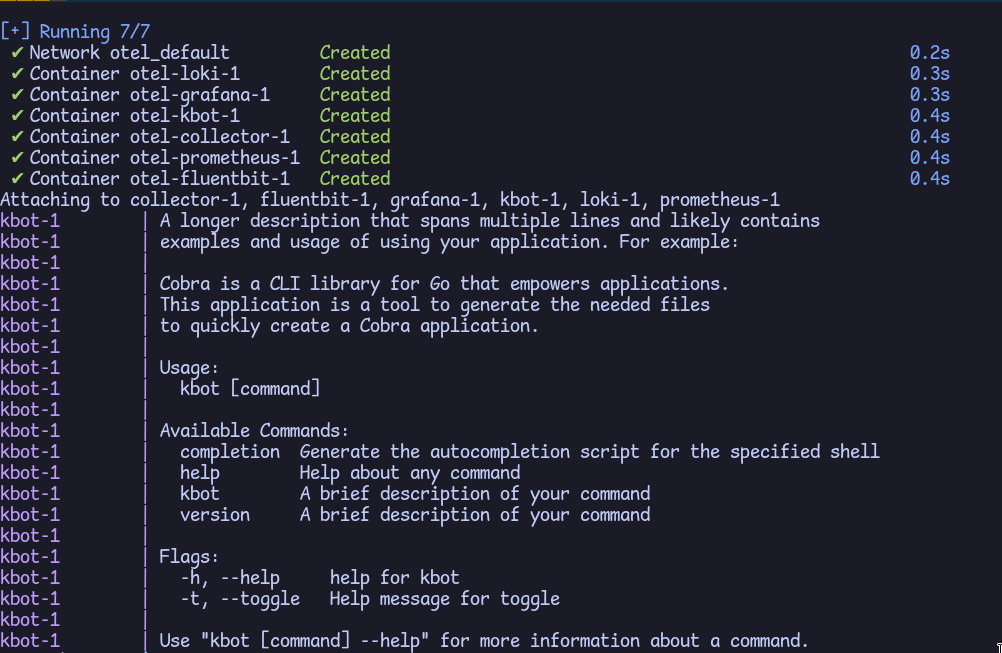 [+] Running 7/7
✔ Network otel_default Created 0.2s
✔ Container otel-loki-1 Created 0.3s
✔ Container otel-grafana-1 Created 0.3s
✔ Container otel-kbot-1 Created 0.4s
✔ Container otel-collector-1 Created 0.4s
✔ Container otel-prometheus-1 Created 0.4s
✔ Container otel-fluentbit-1 Created 0.4s
Attaching to collector-1, fluentbit-1, grafana-1, kbot-1, loki-1, prometheus-1
kbot-1 | A longer description that spans multiple lines and likely contains
kbot-1 | examples and usage of using your application. For example:
kbot-1 |
kbot-1 | Cobra is a CLI library for Go that empowers applications.
kbot-1 | This application is a tool to generate the needed files
kbot-1 | to quickly create a Cobra application.
kbot-1 |
kbot-1 | Usage:
kbot-1 | kbot [command]
kbot-1 |
kbot-1 | Available Commands:
kbot-1 | completion Generate the autocompletion script for the specified shell
kbot-1 | help Help about any command
kbot-1 | kbot A brief description of your command
kbot-1 | version A brief description of your command
kbot-1 |
kbot-1 | Flags:
kbot-1 | -h, --help help for kbot
kbot-1 | -t, --toggle Help message for toggle
kbot-1 |
kbot-1 | Use "kbot [command] --help" for more information about a command.